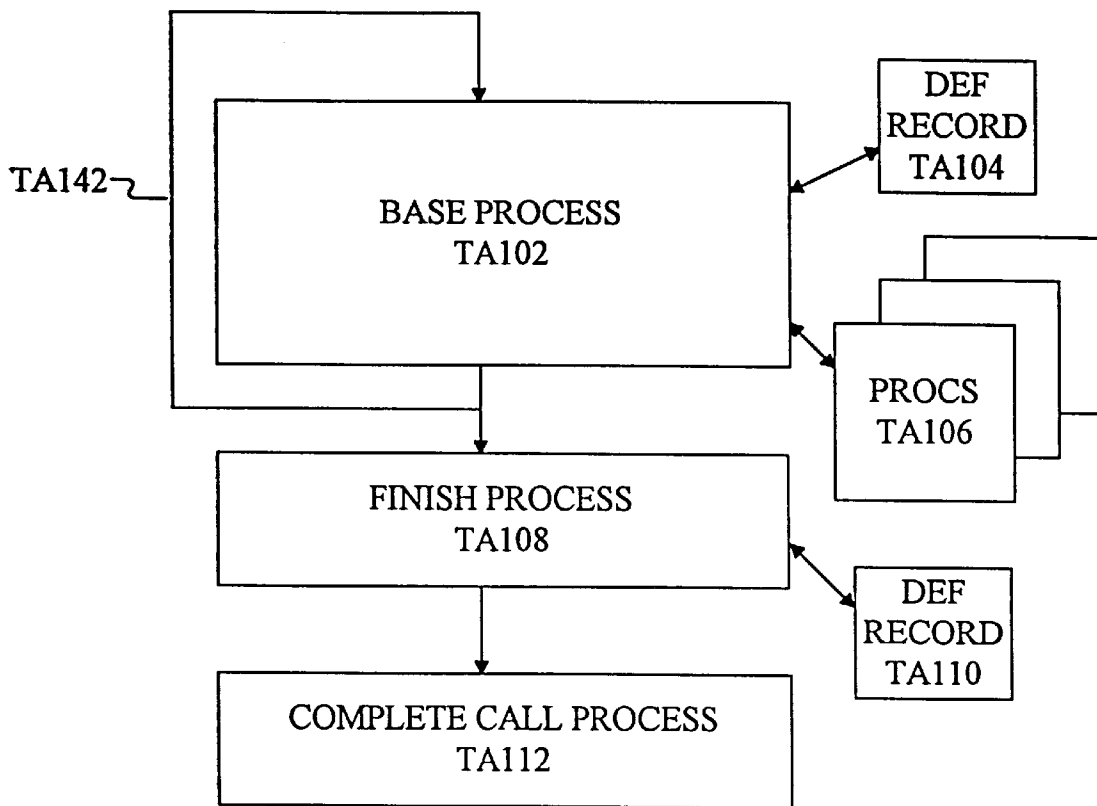 DEF
RECORD
TA104
TA142
BASE PROCESS
TA102
PROCS
TA106
FINISH PROCESS
TA108
DEF
RECORD
TA110
COMPLETE CALL PROCESS
TA112